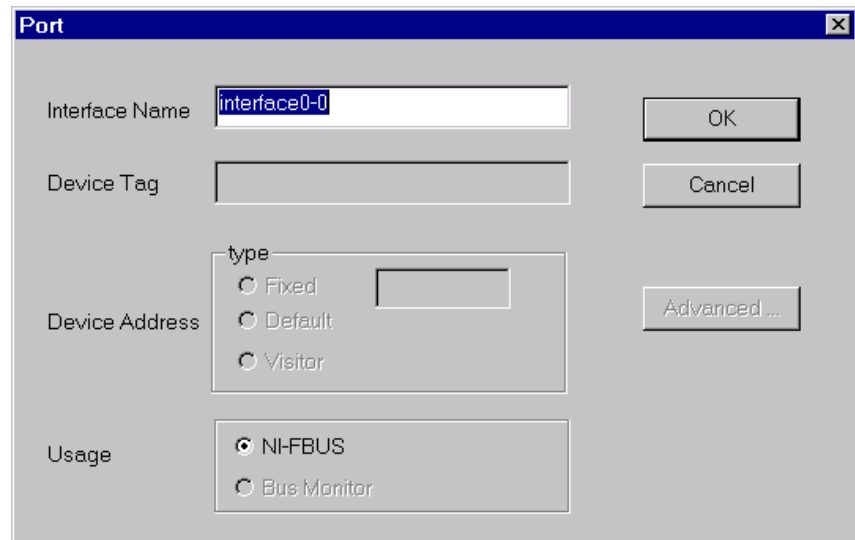 Port
Interface Name interface0-0 OK
Device Tag Cancel
type
Fixed
Device Address Default Advanced ...
Visitor
Usage NI-FBUS
Bus Monitor